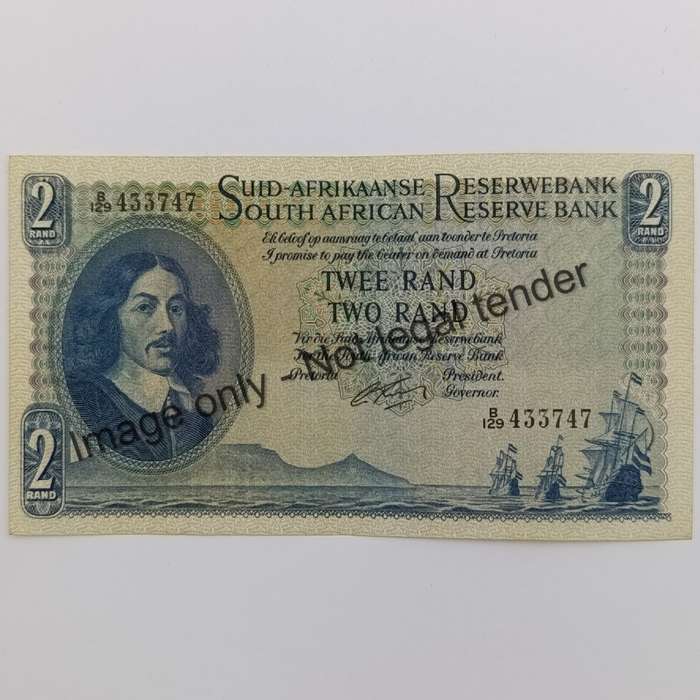 2
RAND
B/129 433747
SUID-AFRIKAANSE RESERWEBANK
SOUTH AFRICAN RESERVE BANK
2
RAND
Ek beloof op aanvraag te betaal aan toonder te Pretoria
I promise to pay the bearer on demand at Pretoria
TWEE RAND
TWO RAND
Vir die Suid-Afrikaanse Reserwebank
For the South African Reserve Bank
Pretoria
President.
Governor.
B/129 433747
2
RAND
Image only - Not legal tender